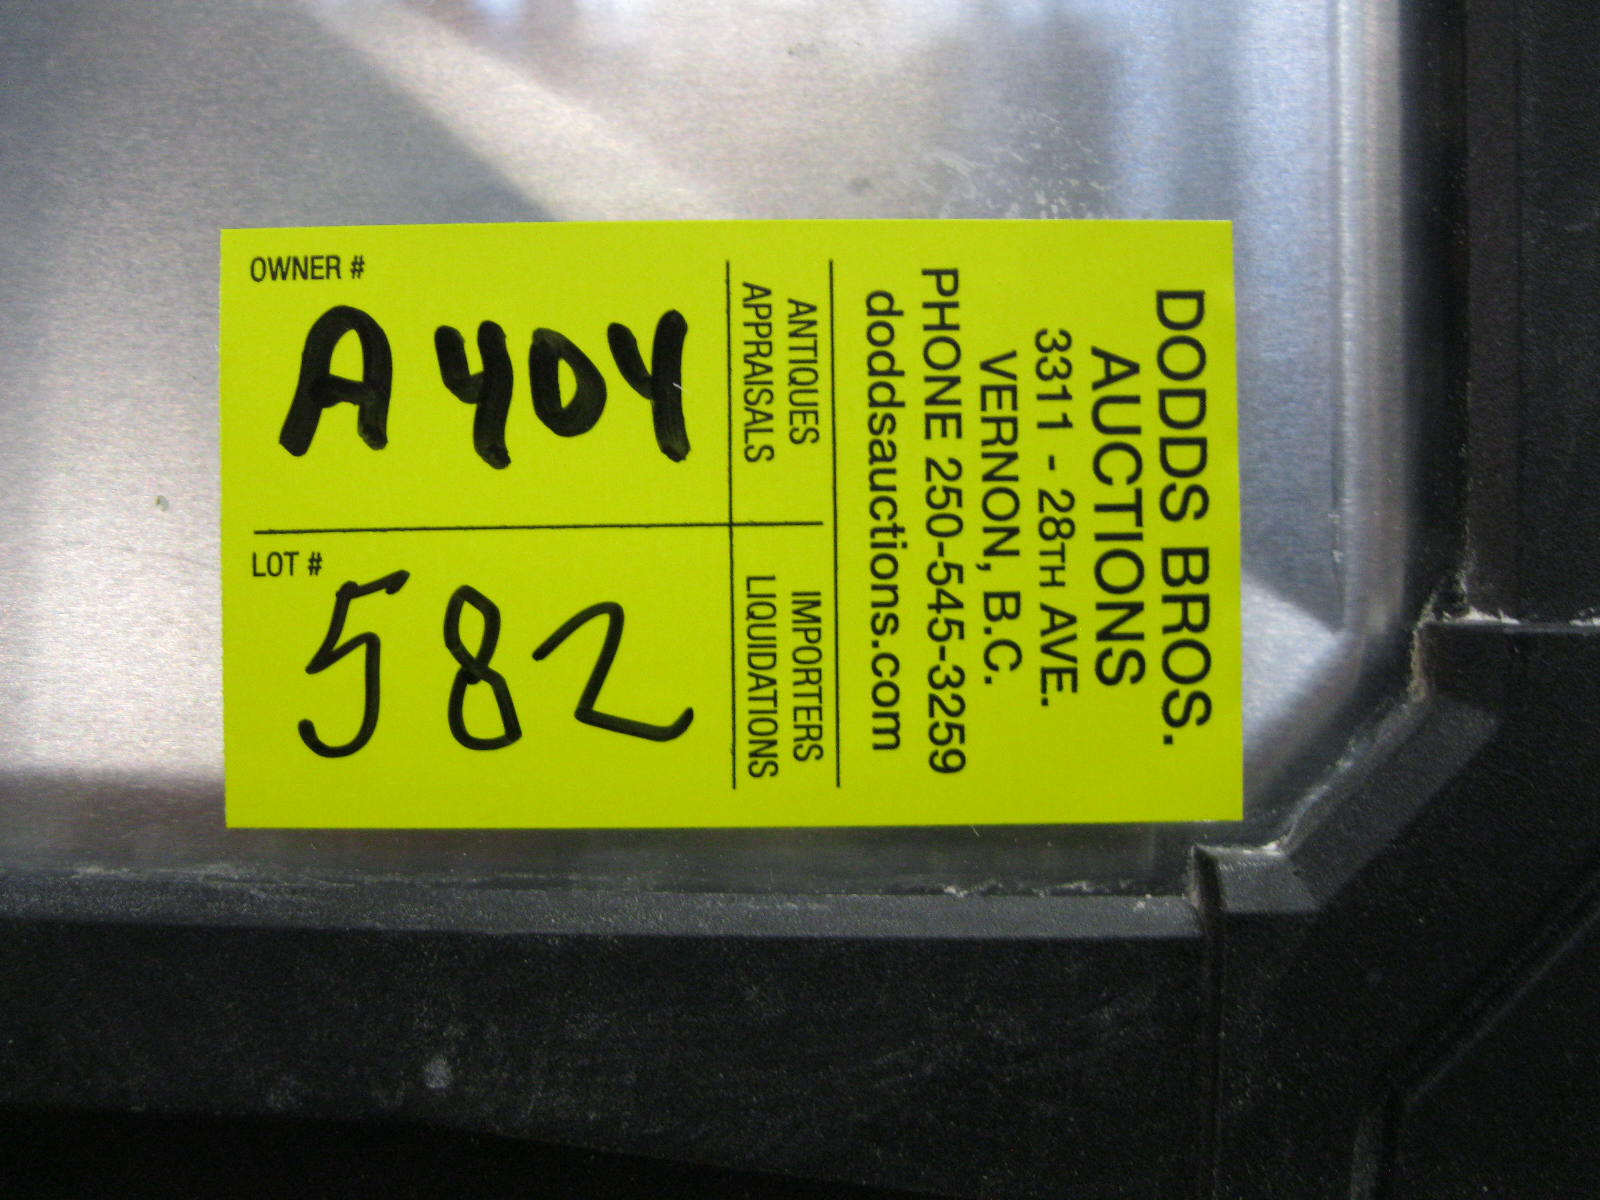 OWNER #
A404
LOT #
582
ANTIQUES
APPRAISALS
IMPORTERS
LIQUIDATIONS
DODDS BROS.
AUCTIONS
3311 - 28TH AVE.
VERNON, B.C.
PHONE 250-545-3259
doddsauctions.com